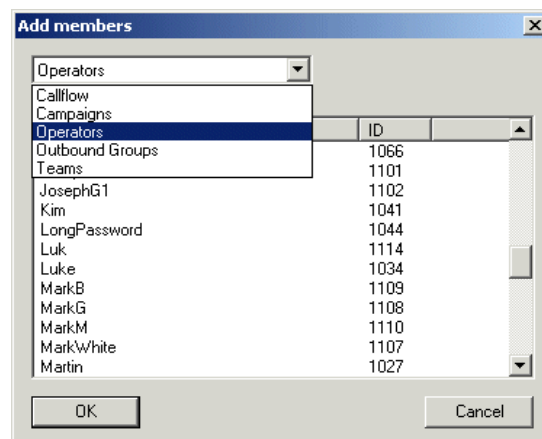 Add members
Operators
Callflow
Campaigns
Operators
Outbound Groups
Teams
ID
1066
1101
JosephG1 1102
Kim 1041
LongPassword 1044
Luk 1114
Luke 1034
MarkB 1109
MarkG 1108
MarkM 1110
MarkWhite 1107
Martin 1027
OK Cancel